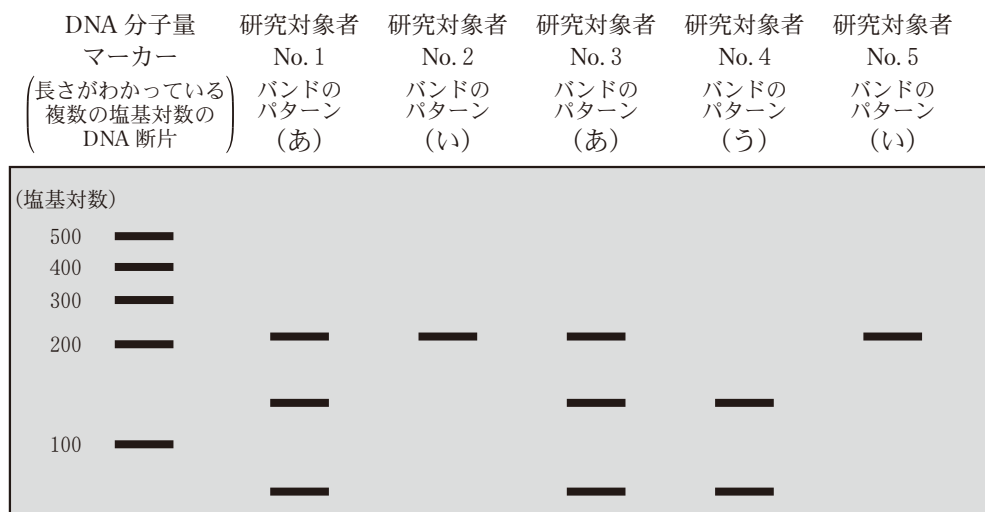 DNA 分子量
マーカー
(長さがわかっている
複数の塩基対数の
DNA 断片)
研究対象者
No. 1
バンドの
パターン
(あ)
研究対象者
No. 2
バンドの
パターン
(い)
研究対象者
No. 3
バンドの
パターン
(あ)
研究対象者
No. 4
バンドの
パターン
(う)
研究対象者
No. 5
バンドの
パターン
(い)
(塩基対数)
500
400
300
200
100